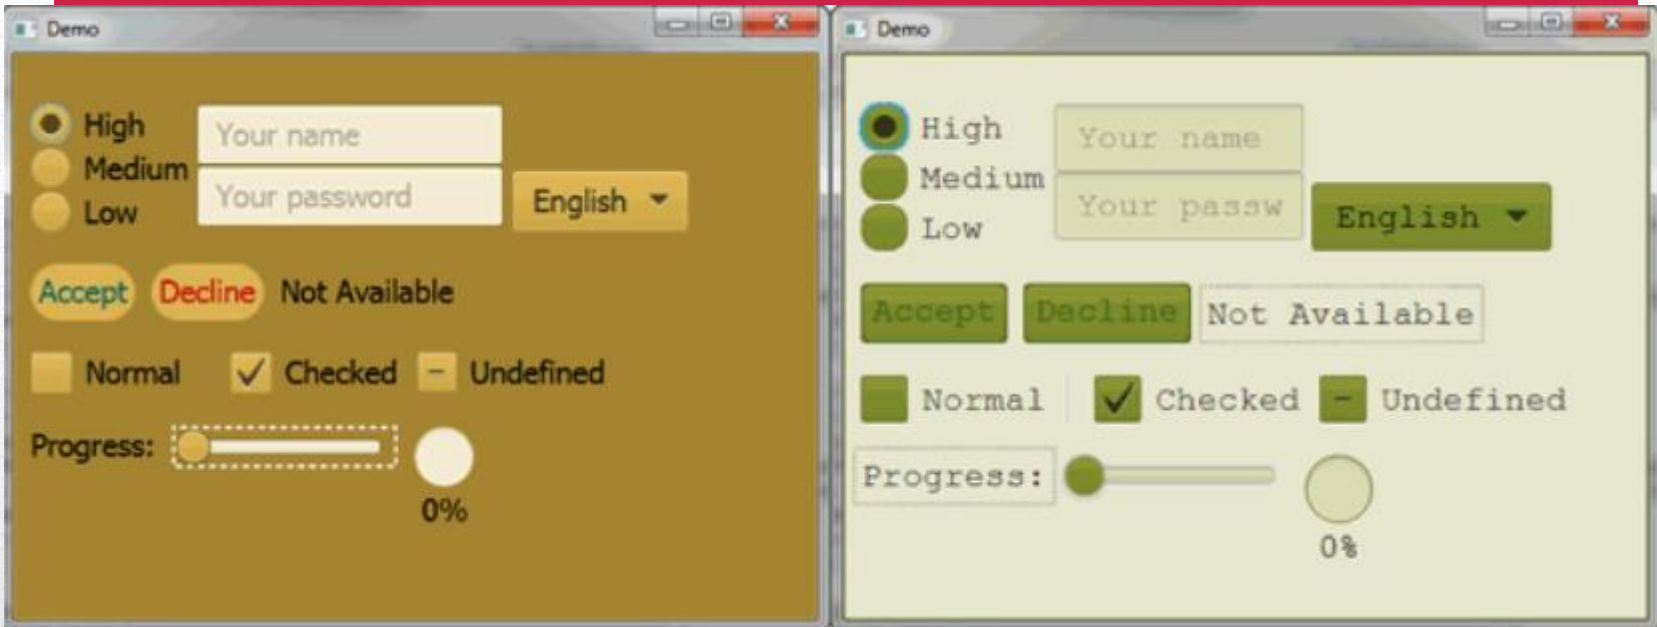 Demo
High
Your name
Medium
Your password
Low
English
Accept Decline Not Available
Normal Checked Undefined
Progress:
0%
Demo
High
Your name
Medium
Your passw
Low
English
Accept Decline Not Available
Normal Checked Undefined
Progress:
0%